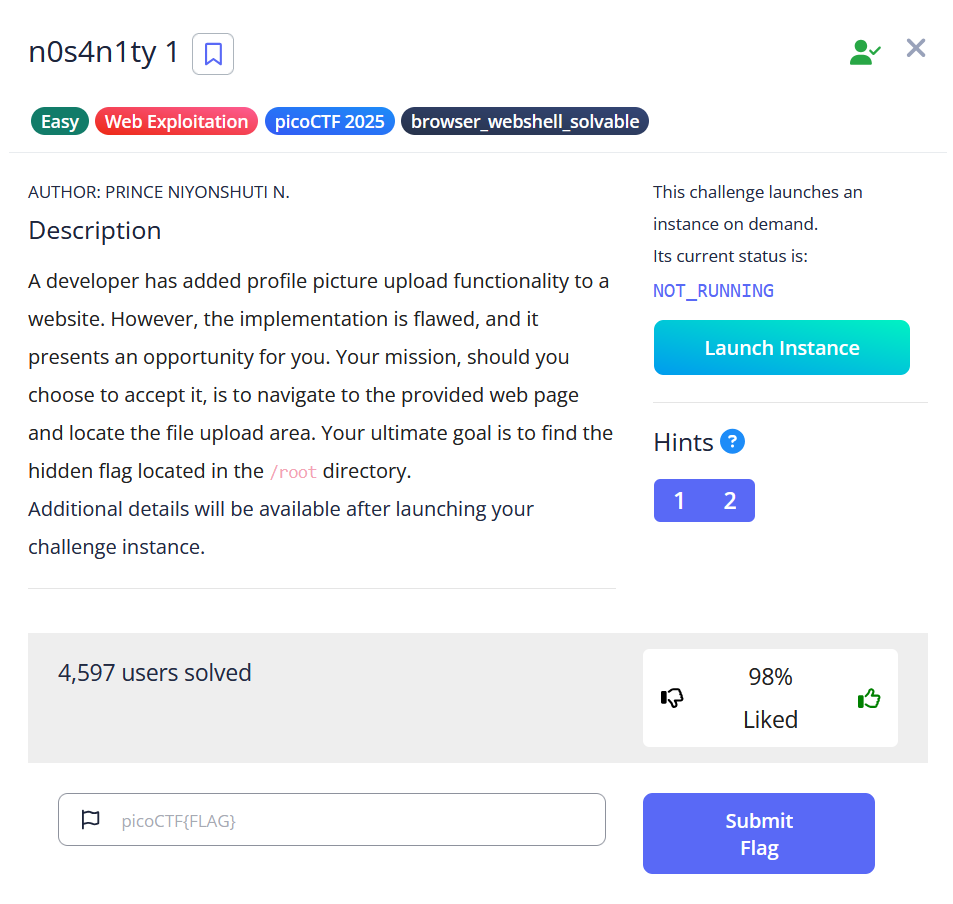 n0s4n1ty 1
Easy Web Exploitation picoCTF 2025 browser_webshell_solvable
AUTHOR: PRINCE NIYONSHUTI N.
Description
A developer has added profile picture upload functionality to a
website. However, the implementation is flawed, and it
presents an opportunity for you. Your mission, should you
choose to accept it, is to navigate to the provided web page
and locate the file upload area. Your ultimate goal is to find the
hidden flag located in the /root directory.
Additional details will be available after launching your
challenge instance.
This challenge launches an
instance on demand.
Its current status is:
NOT_RUNNING
Launch Instance
Hints ?
1 2
4,597 users solved
98%
Liked
picoCTF{FLAG}
Submit
Flag